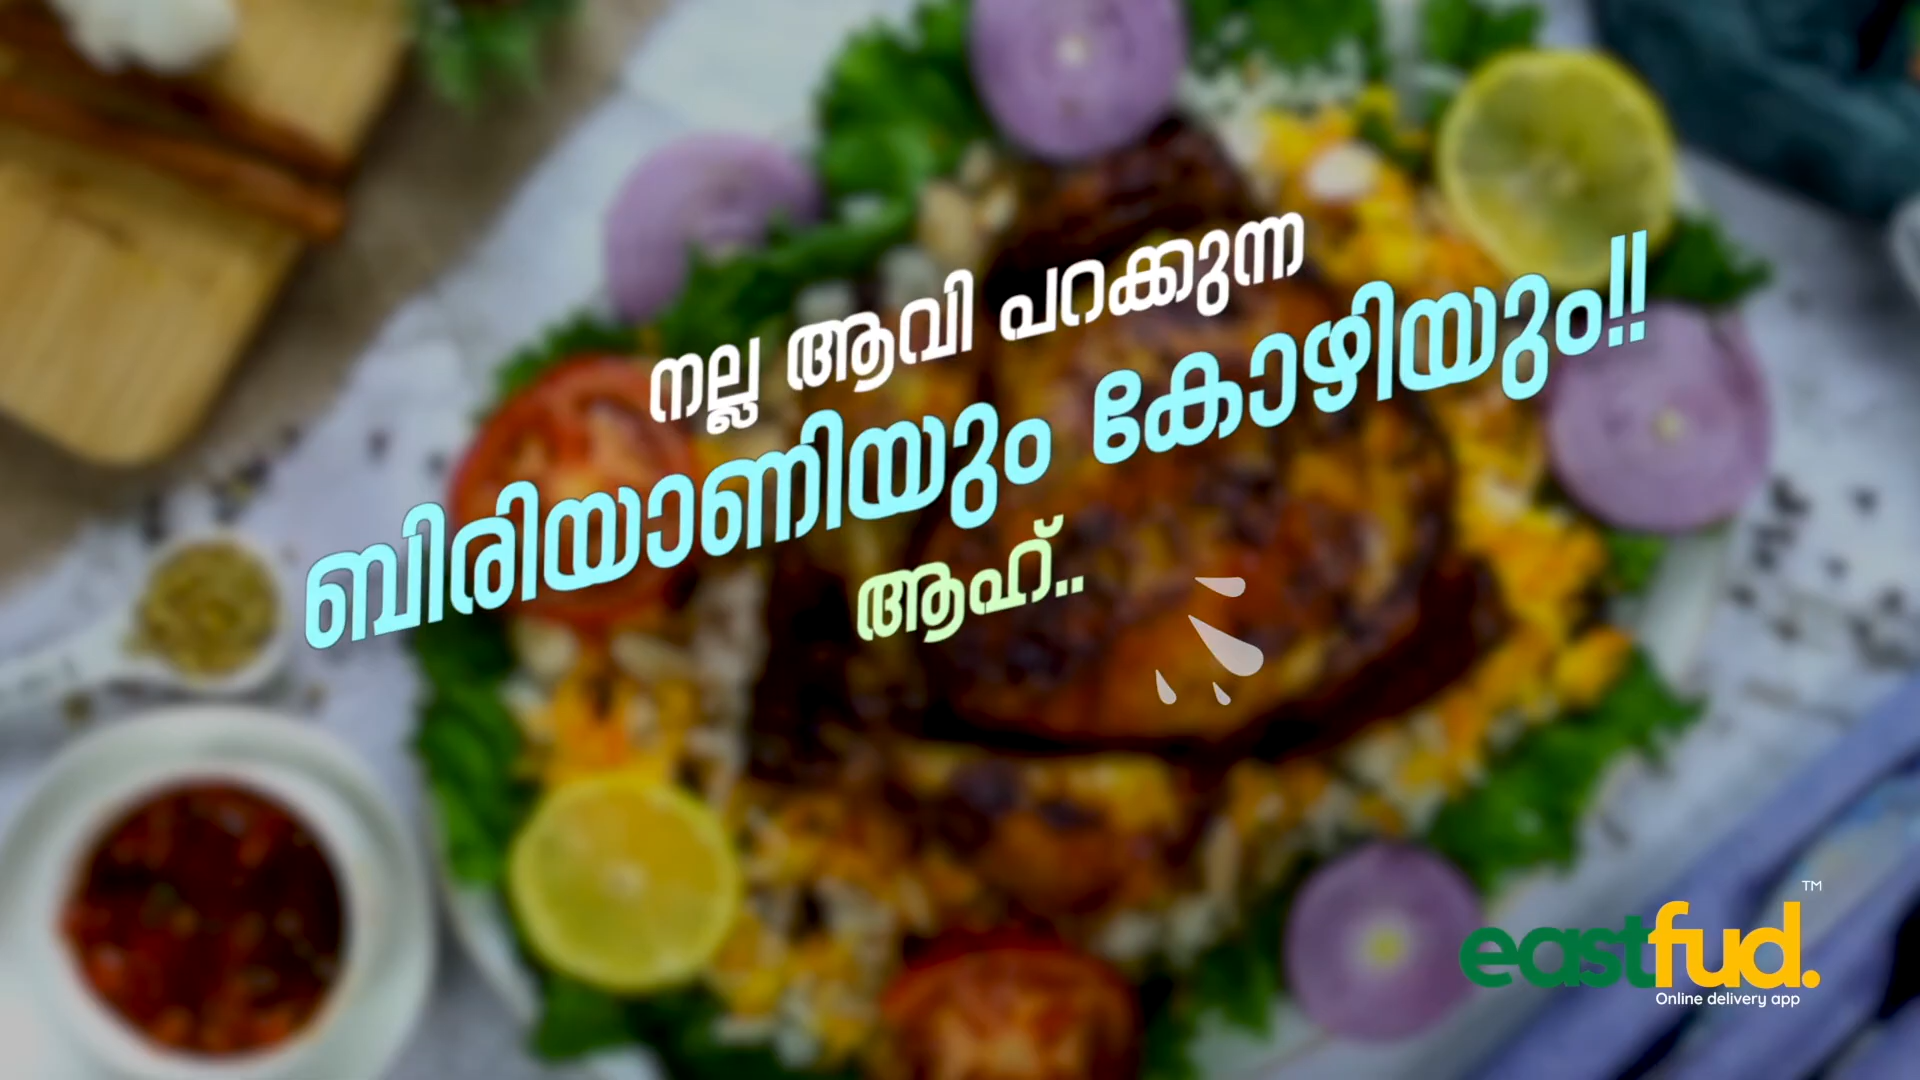 നല്ല ആവി പറക്കുന്ന
ബിരിയാണിയും കോഴിയും!!
ആഹ്..
eastfud.™
Online delivery app